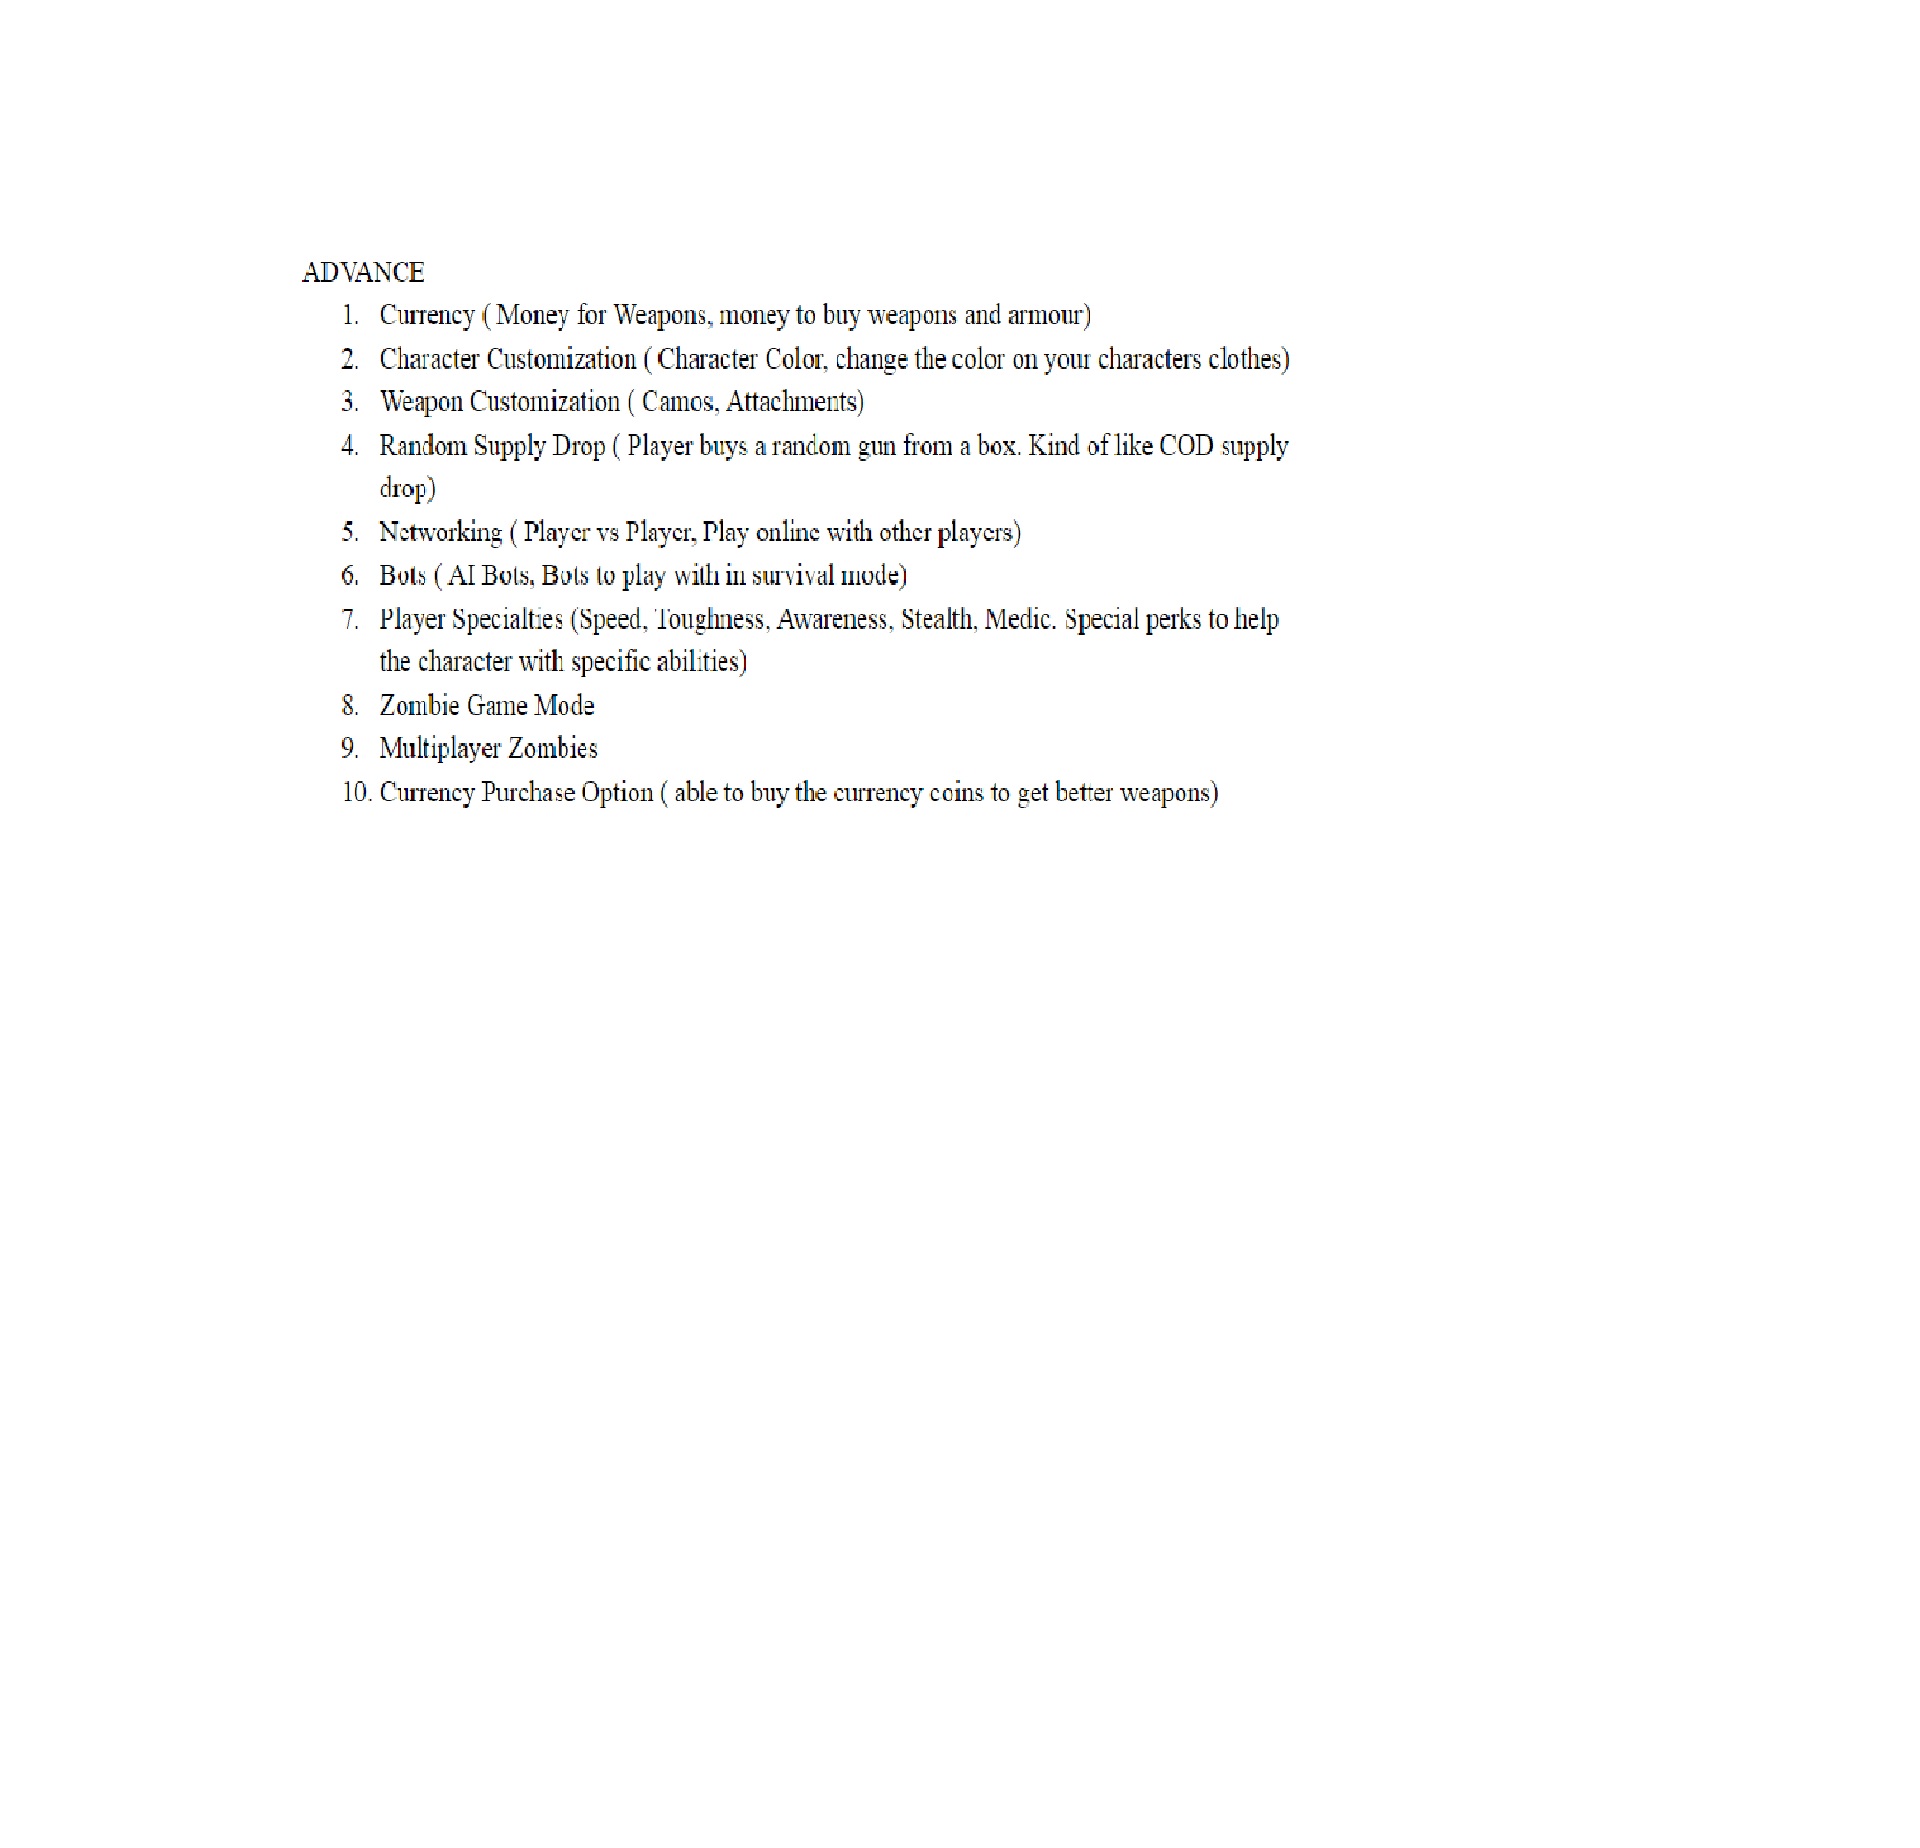 ADVANCE
1. Currency ( Money for Weapons, money to buy weapons and armour)
2. Character Customization ( Character Color, change the color on your characters clothes)
3. Weapon Customization ( Camos, Attachments)
4. Random Supply Drop ( Player buys a random gun from a box. Kind of like COD supply
drop)
5. Networking ( Player vs Player, Play online with other players)
6. Bots ( AI Bots, Bots to play with in survival mode)
7. Player Specialties (Speed, Toughness, Awareness, Stealth, Medic. Special perks to help
the character with specific abilities)
8. Zombie Game Mode
9. Multiplayer Zombies
10. Currency Purchase Option ( able to buy the currency coins to get better weapons)